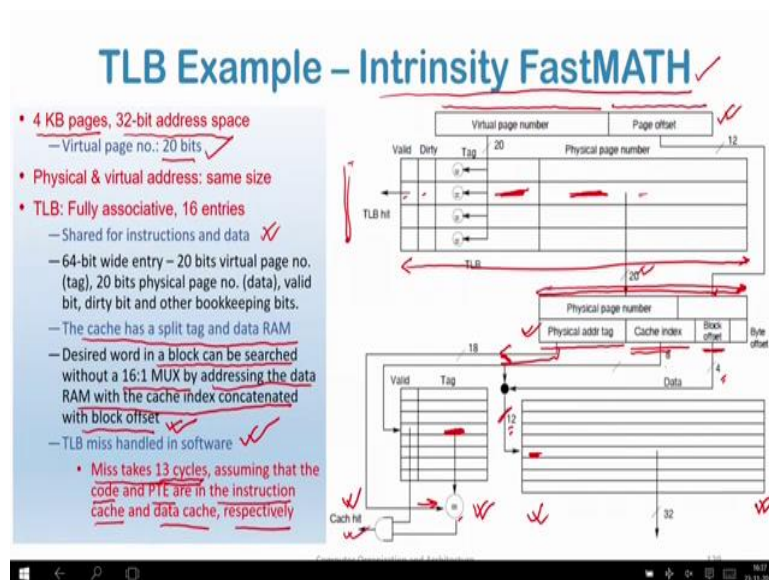 TLB Example – Intrinsity FastMATH
• 4 KB pages, 32-bit address space
– Virtual page no.: 20 bits
• Physical & virtual address: same size
• TLB: Fully associative, 16 entries
– Shared for instructions and data
– 64-bit wide entry – 20 bits virtual page no.
(tag), 20 bits physical page no. (data), valid
bit, dirty bit and other bookkeeping bits.
– The cache has a split tag and data RAM
– Desired word in a block can be searched
without a 16:1 MUX by addressing the data
RAM with the cache index concatenated
with block offset
– TLB miss handled in software
• Miss takes 13 cycles, assuming that the
code and PTE are in the instruction
cache and data cache, respectively
Virtual page number Page offset
20 12
Valid Dirty Tag Physical page number
=
=
=
=
TLB hit
TLB
20
Physical page number
Physical addr tag Cache index Block offset Byte offset
18 8 4
Valid Tag Data
12
=
Cach hit
32
Computer Organization and Architecture
16:17